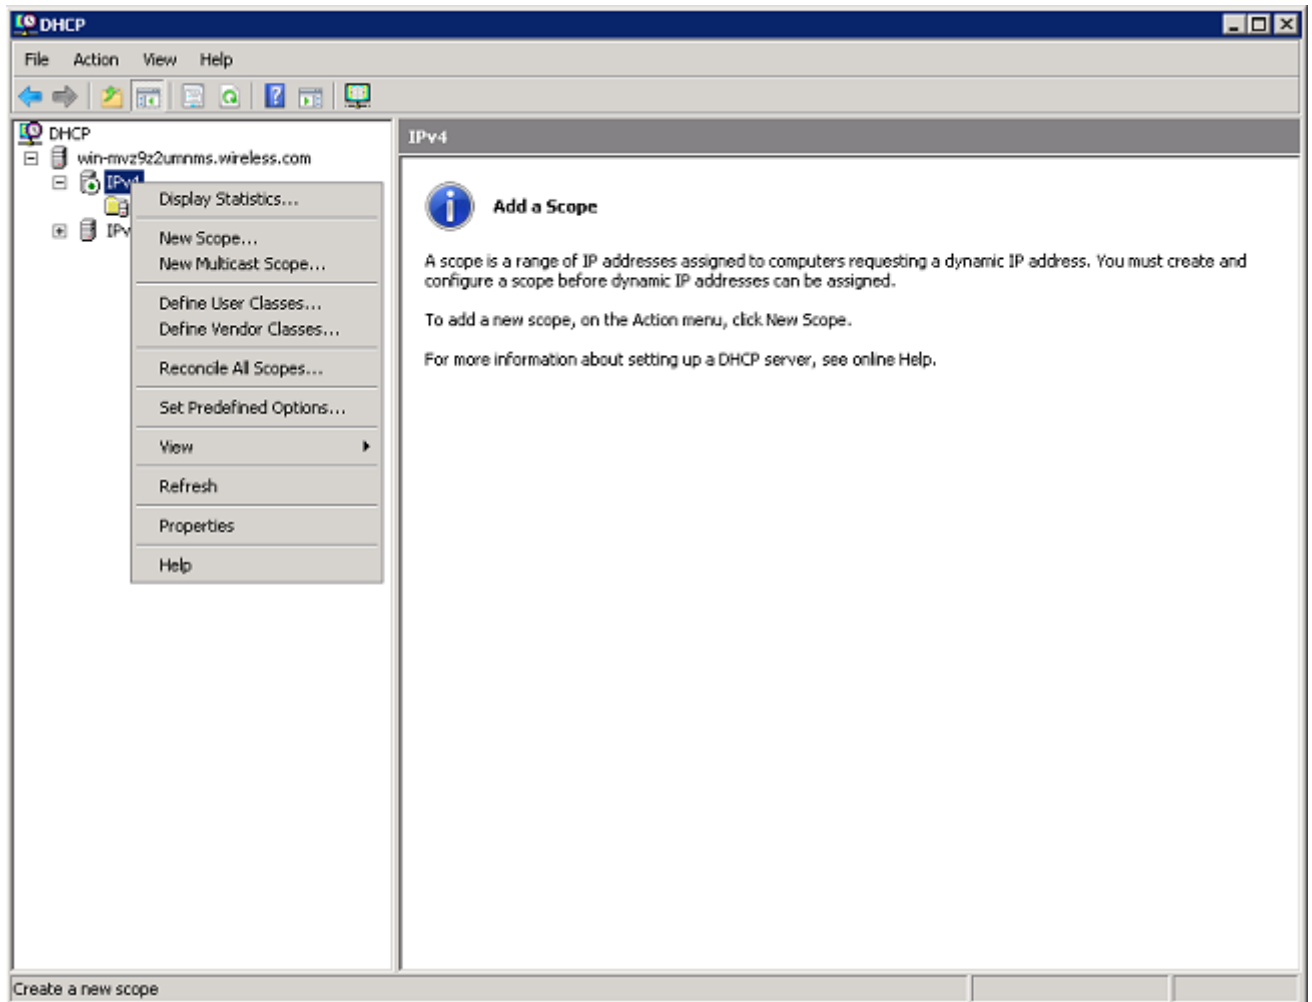 DHCP
File Action View Help
DHCP
win-mvz9z2umnms.wireless.com
IPv4
Display Statistics...
New Scope...
New Multicast Scope...
Define User Classes...
Define Vendor Classes...
Reconcile All Scopes...
Set Predefined Options...
View
Refresh
Properties
Help
IPv4
Add a Scope
A scope is a range of IP addresses assigned to computers requesting a dynamic IP address. You must create and
configure a scope before dynamic IP addresses can be assigned.
To add a new scope, on the Action menu, click New Scope.
For more information about setting up a DHCP server, see online Help.
Create a new scope